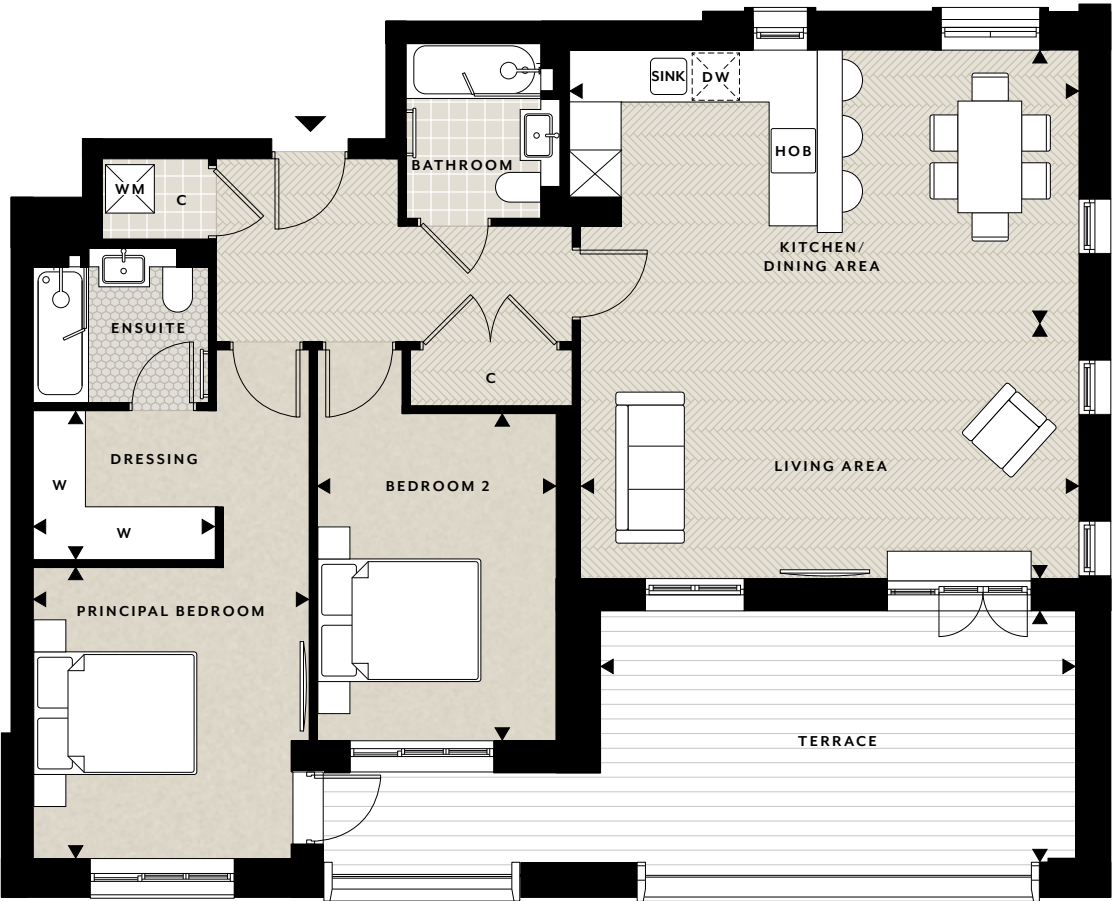 SINK
DW
HOB
BATHROOM
WM
C
KITCHEN/
DINING AREA
ENSUITE
C
DRESSING
W
W
BEDROOM 2
LIVING AREA
PRINCIPAL BEDROOM
TERRACE